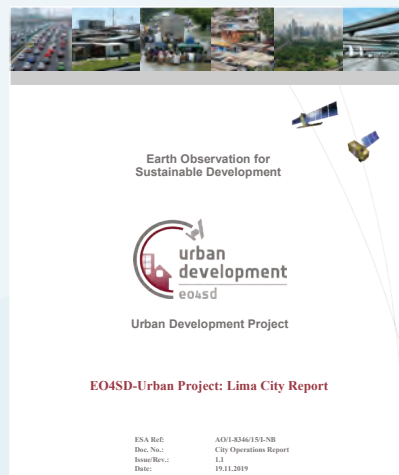 Earth Observation for
Sustainable Development
urban
development
eo4sd
Urban Development Project
EO4SD-Urban Project: Lima City Report
ESA Ref: AO/1-8346/15/I-NB
Doc. No.: City Operations Report
Issue/Rev.: 1.1
Date: 19.11.2019